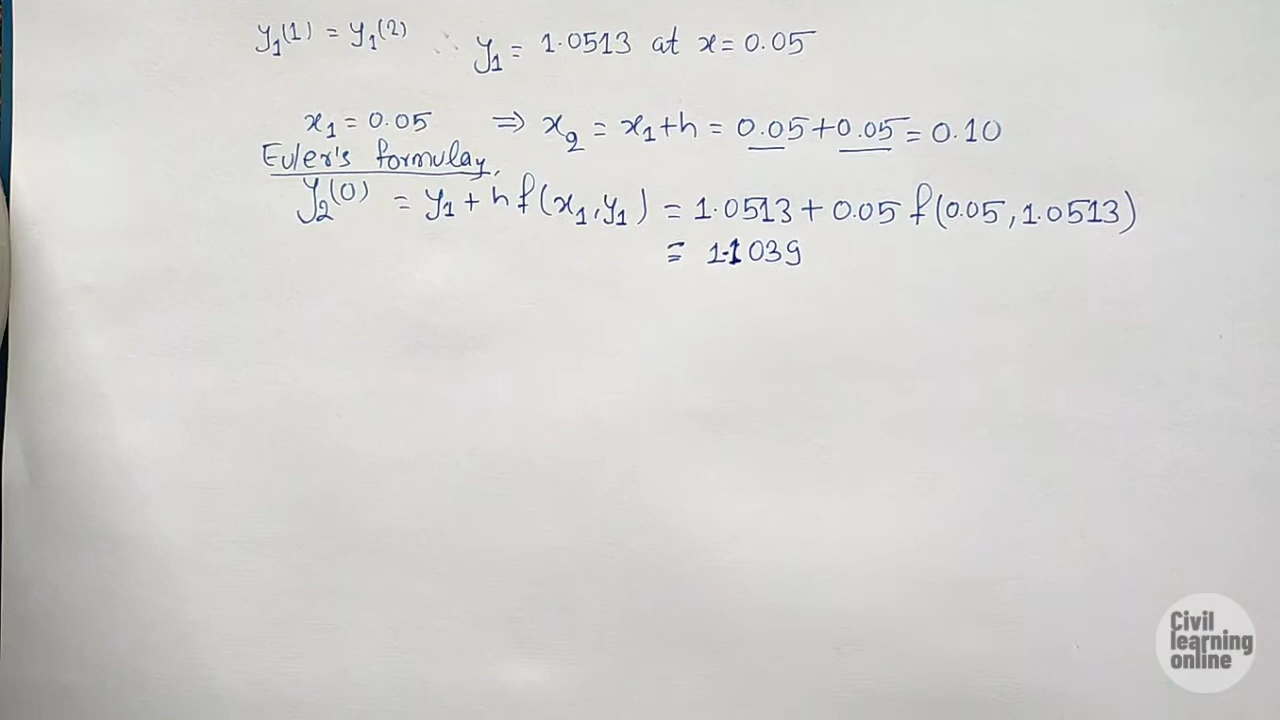 y₁(1) = y₁(2) ∴ y₁ = 1.0513 at x = 0.05
x₁ = 0.05 ⇒ x₂ = x₁+h = 0.05+0.05 = 0.10
Euler's formulay,
y₂(0) = y₁ + h f(x₁,y₁) = 1.0513 + 0.05 f(0.05, 1.0513)
= 1.1039
Civil
learning
online